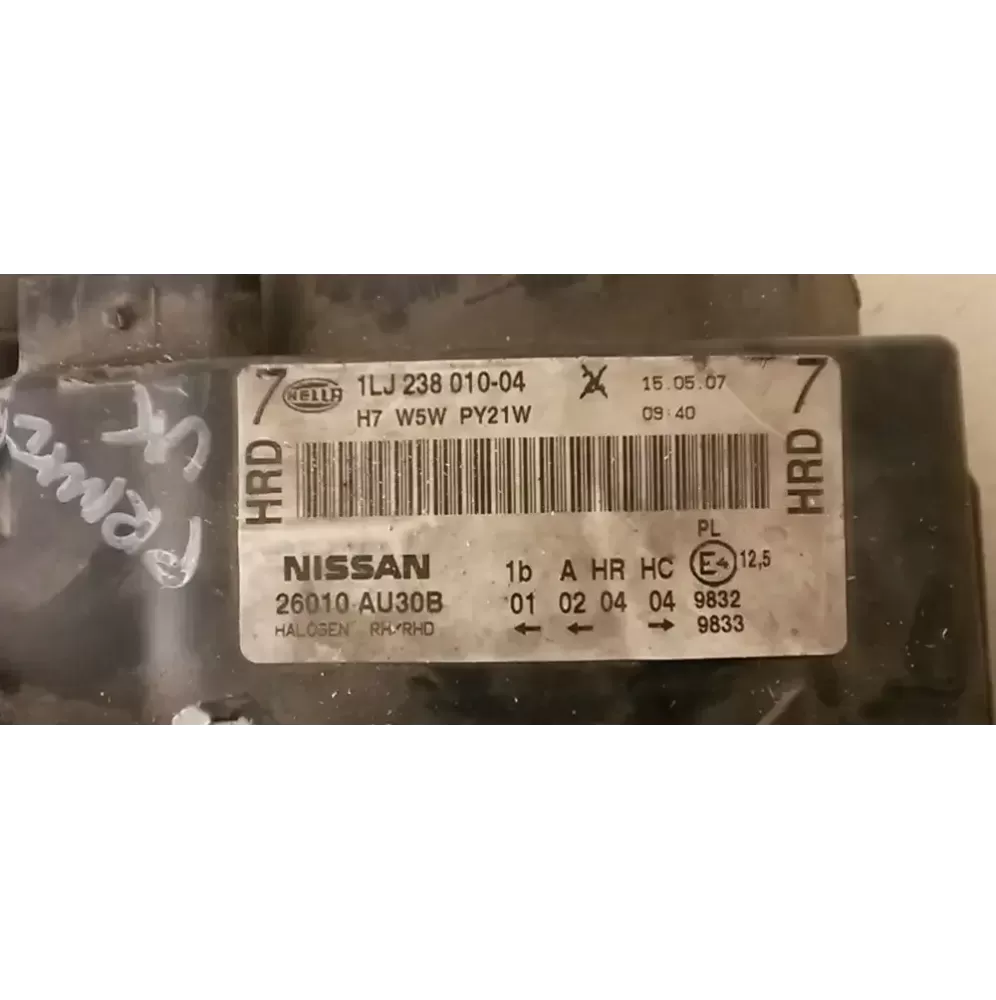 7 HELLA 1LJ 238 010-04 15.05.07 7
H7 W5W PY21W 09:40
HRD HRD
PL
NISSAN 1b A HR HC E4 12,5
26010 AU30B 01 02 04 04 9832
HALOGEN RH/RHD ← ← → 9833